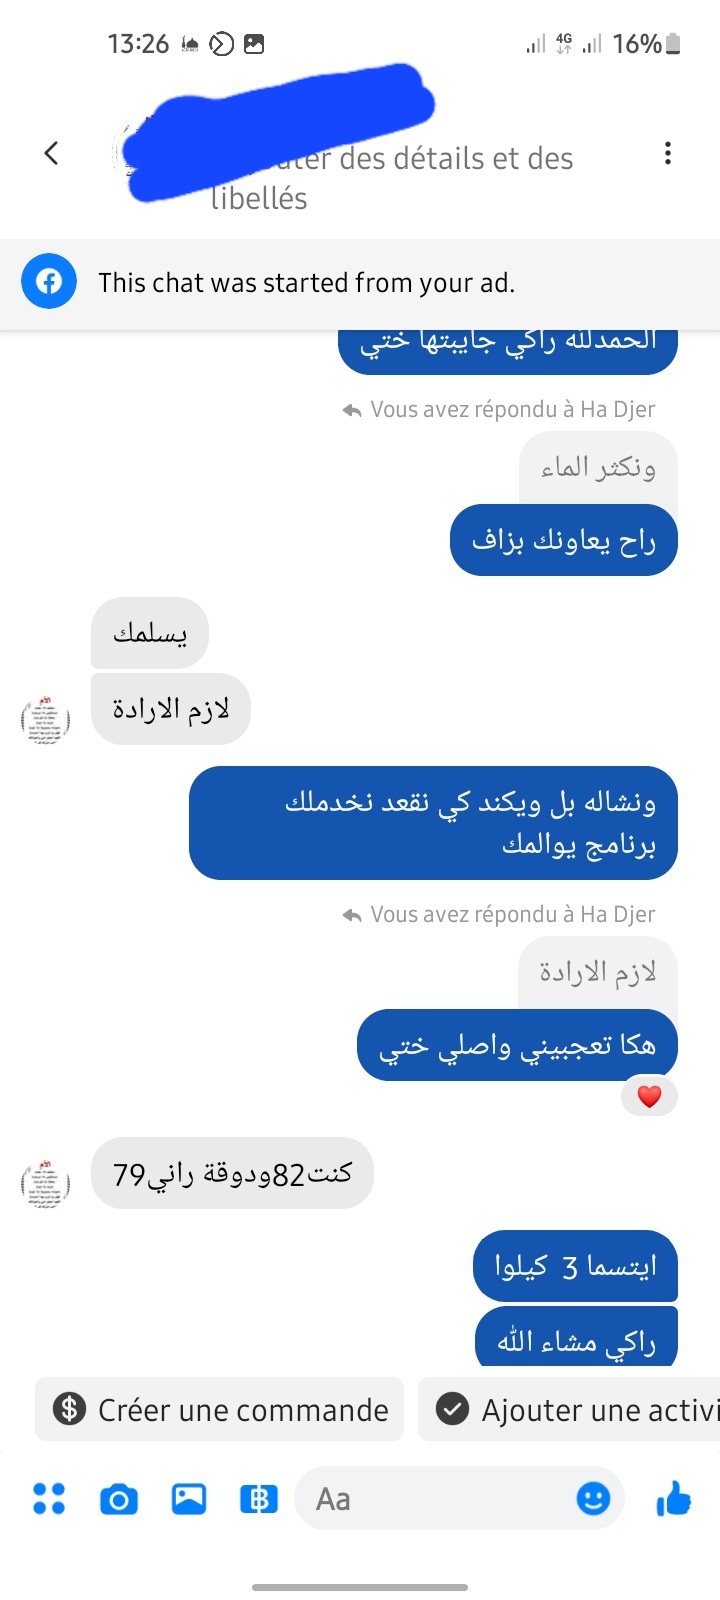 13:26
4G
16%
outer des détails et des
libellés
This chat was started from your ad.
الحمدلله راكي جايبتها ختي
Vous avez répondu à Ha Djer
ونكثر الماء
راح يعاونك بزاف
يسلمك
لازم الارادة
ونشاله بل ويكند كي نقعد نخدملك
برنامج يوالمك
Vous avez répondu à Ha Djer
لازم الارادة
هكا تعجبيني واصلي ختي
كنت82ودوقة راني79
ايتسما 3 كيلوا
راكي مشاء الله
Créer une commande
Ajouter une activi
Aa